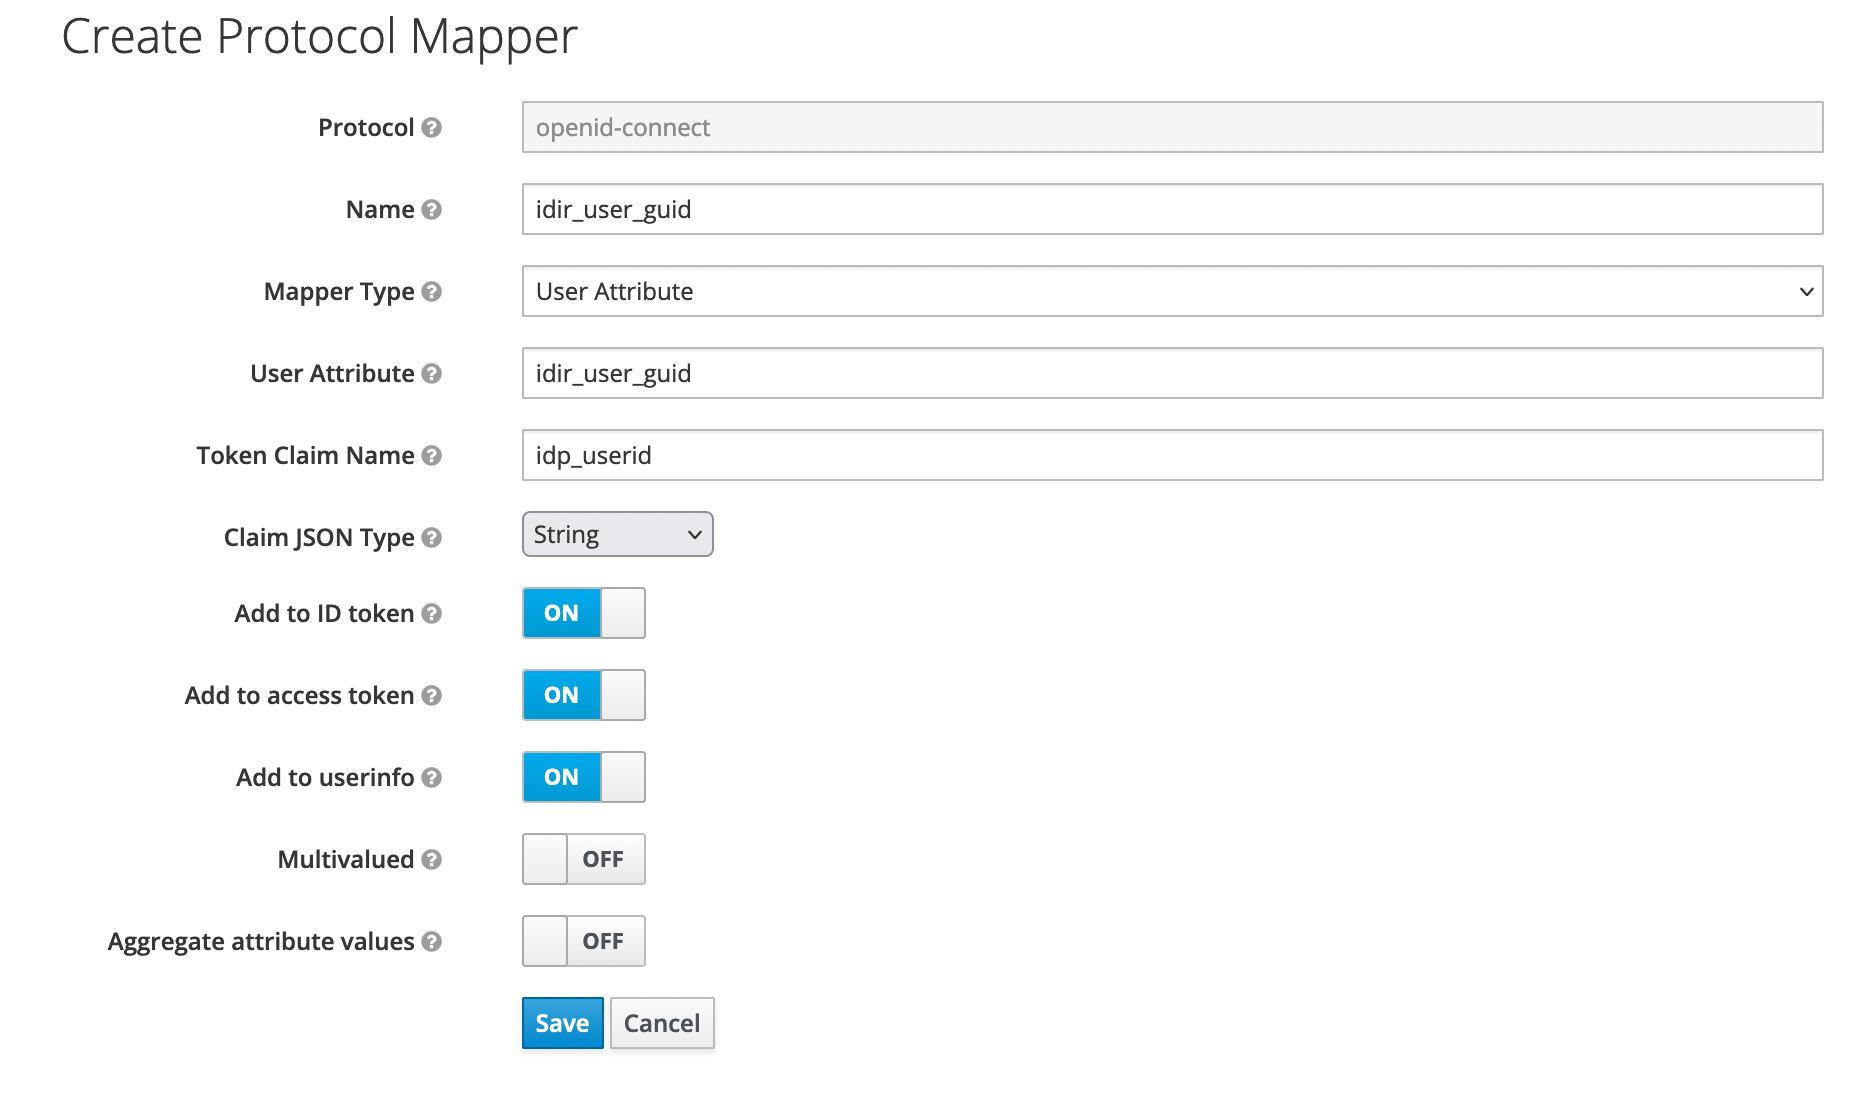 Create Protocol Mapper
Protocol ? openid-connect
Name ? idir_user_guid
Mapper Type ? User Attribute
User Attribute ? idir_user_guid
Token Claim Name ? idp_userid
Claim JSON Type ? String
Add to ID token ? ON
Add to access token ? ON
Add to userinfo ? ON
Multivalued ? OFF
Aggregate attribute values ? OFF
Save Cancel